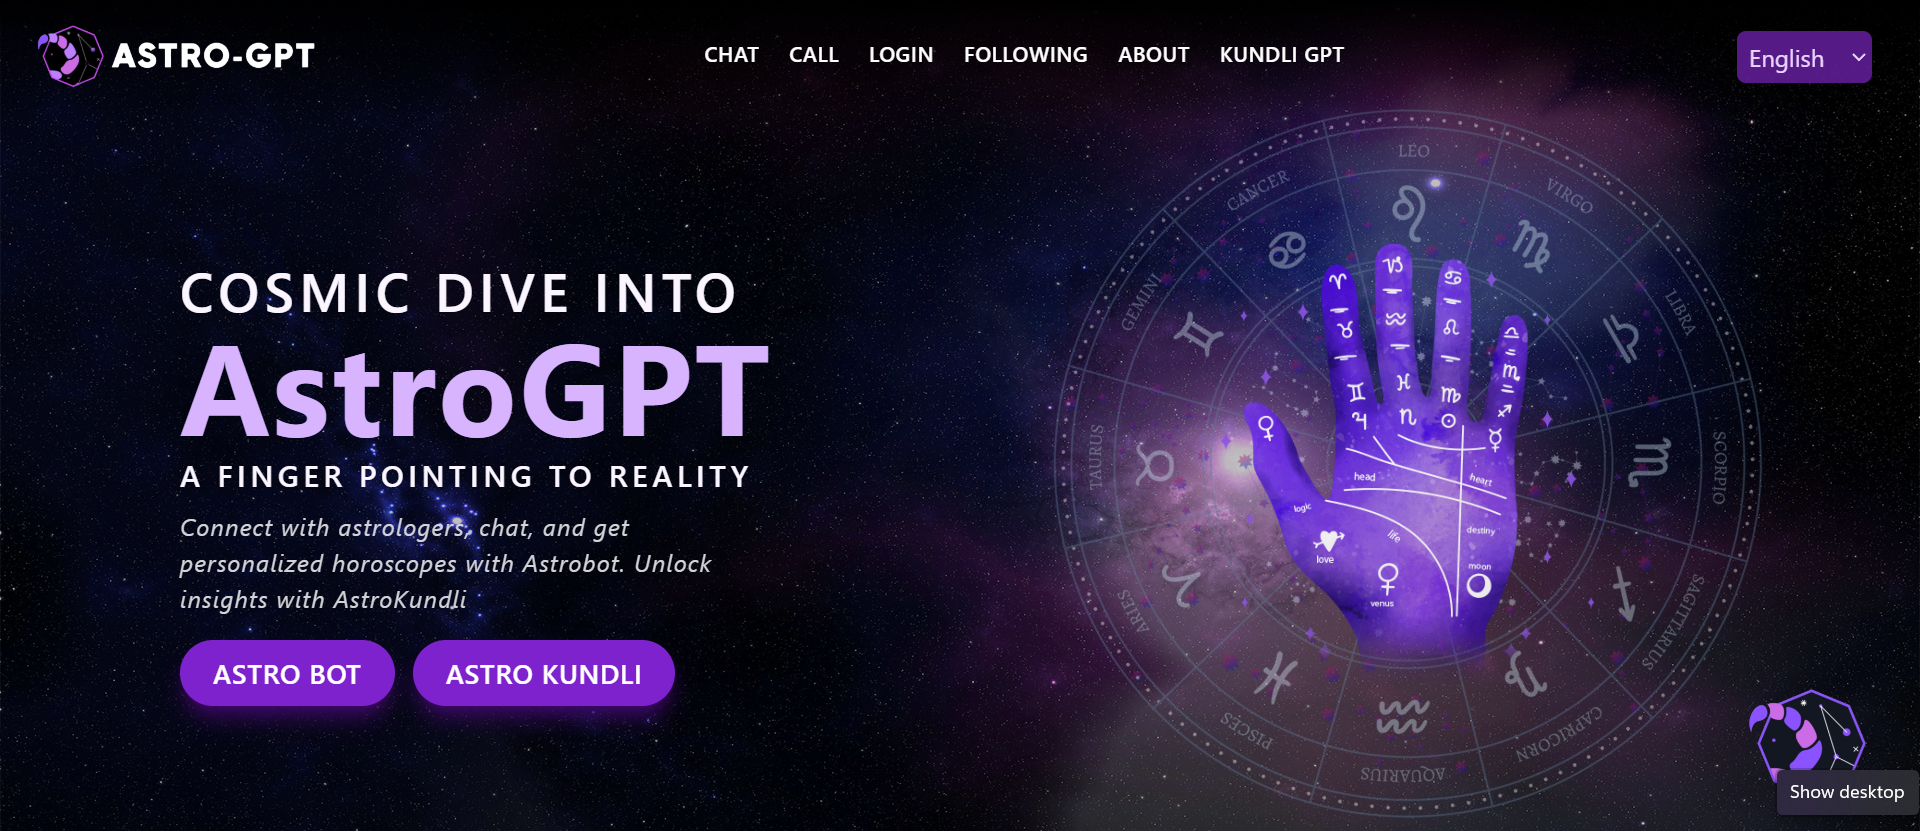 ASTRO-GPT
CHAT CALL LOGIN FOLLOWING ABOUT KUNDLI GPT
English
COSMIC DIVE INTO
AstroGPT
A FINGER POINTING TO REALITY
Connect with astrologers, chat, and get
personalized horoscopes with Astrobot. Unlock
insights with AstroKundli
ASTRO BOT ASTRO KUNDLI
LEO
VIRGO
LIBRA
SCORPIO
SAGITTARIUS
CAPRICORN
AQUARIUS
PISCES
ARIES
TAURUS
GEMINI
CANCER
head
heart
logic
life
destiny
love
moon
venus
Show desktop